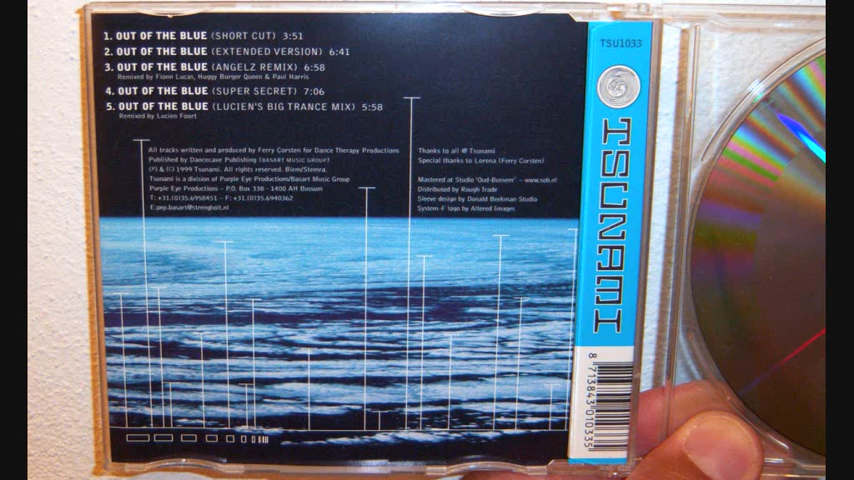 1. OUT OF THE BLUE (SHORT CUT) 3:51
2. OUT OF THE BLUE (EXTENDED VERSION) 6:41
3. OUT OF THE BLUE (ANGELZ REMIX) 6:58
Remixed by Fionn Lucas, Huggy Burger Queen & Paul Harris
4. OUT OF THE BLUE (SUPER SECRET) 7:06
5. OUT OF THE BLUE (LUCIEN'S BIG TRANCE MIX) 5:58
Remixed by Lucien Foort
All tracks written and produced by Ferry Corsten for Dance Therapy Productions
Published by Dancecave Publishing (BASART MUSIC GROUP)
(P) & (C) 1999 Tsunami. All rights reserved. Biem/Stemra.
Tsunami is a division of Purple Eye Productions/Basart Music Group
Purple Eye Productions – P.O. Box 336 - 1400 AH Bussum
T: +31.(0)35.6958451 – F: +31.(0)35.6940362
E:pep.basart@strengholt.nl
Thanks to all @ Tsunami
Special thanks to Lorena (Ferry Corsten)
Mastered at Studio 'Oud-Bussem' – www.sob.nl
Distributed by Rough Trade
Sleeve design by Donald Beekman Studio
System-F logo by Altered Images
TSU1033
TSUNAMI
8 713843 010335